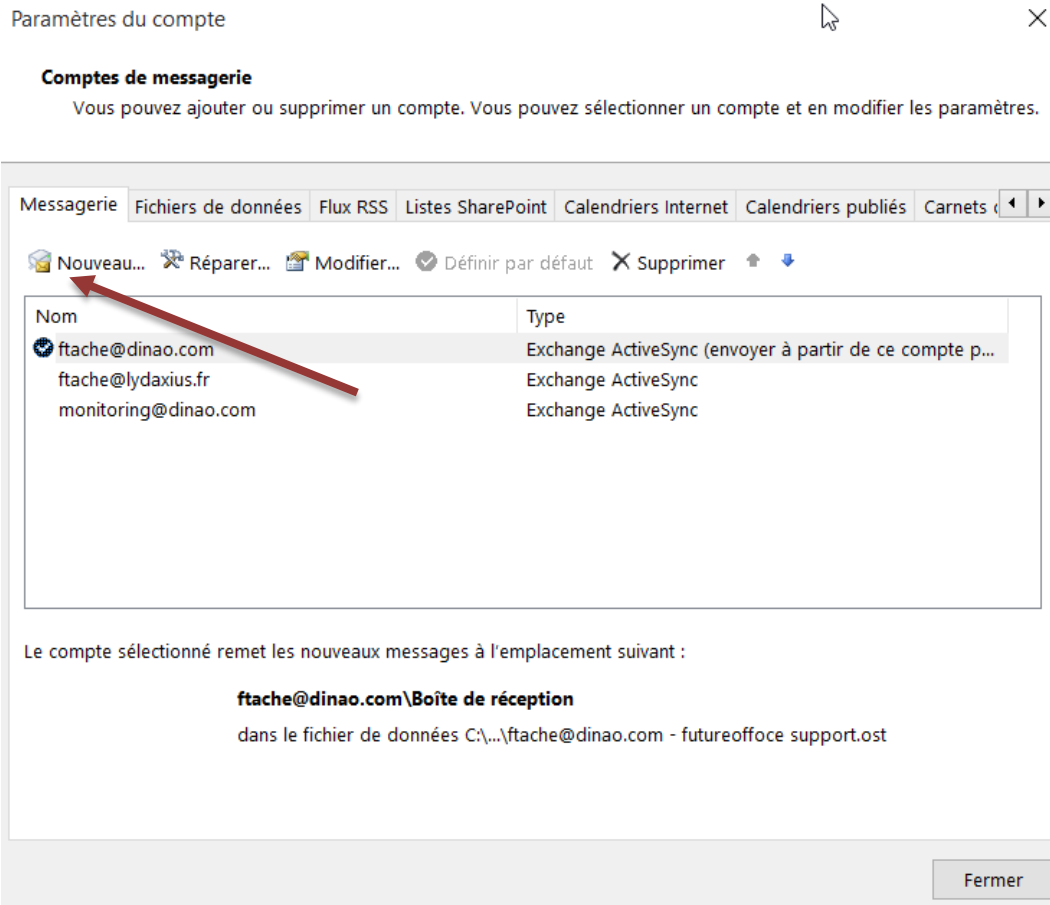 Paramètres du compte
Comptes de messagerie
Vous pouvez ajouter ou supprimer un compte. Vous pouvez sélectionner un compte et en modifier les paramètres.
Messagerie Fichiers de données Flux RSS Listes SharePoint Calendriers Internet Calendriers publiés Carnets
Nouveau... Réparer... Modifier... Définir par défaut Supprimer
Nom Type
ftache@dinao.com Exchange ActiveSync (envoyer à partir de ce compte p...
ftache@lydaxius.fr Exchange ActiveSync
monitoring@dinao.com Exchange ActiveSync
Le compte sélectionné remet les nouveaux messages à l'emplacement suivant :
ftache@dinao.com\Boîte de réception
dans le fichier de données C:\...\ftache@dinao.com - futureoffoce support.ost
Fermer